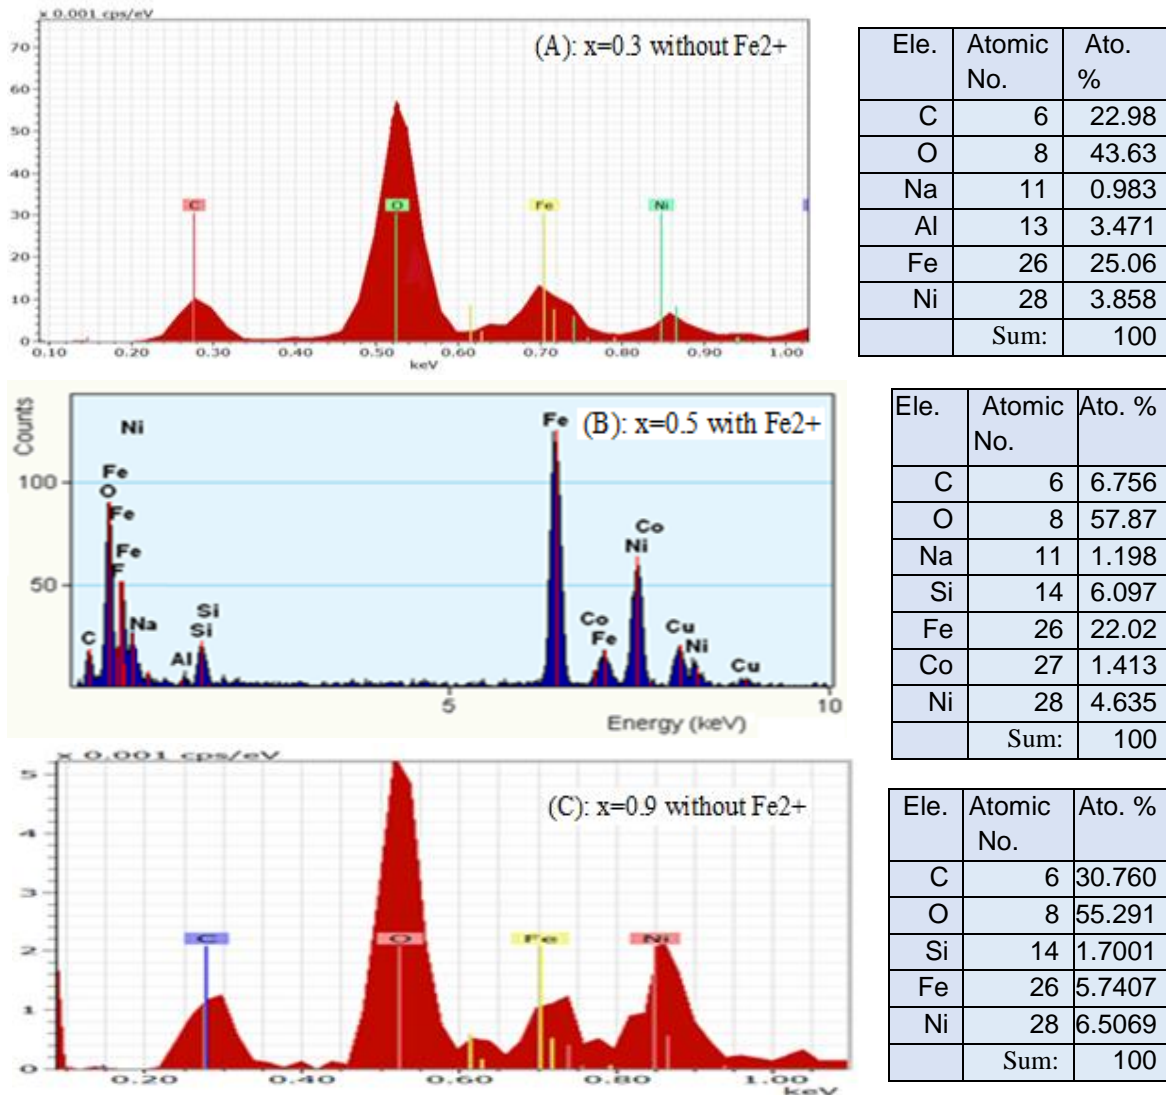 x 0.001 cps/eV
(A): x=0.3 without Fe2+
70
60
50
40
30
20
10
0
C
O
Fe
Ni
0.10 0.20 0.30 0.40 0.50 0.60 0.70 0.80 0.90 1.00
keV
Ele. Atomic No. Ato. %
C 6 22.98
O 8 43.63
Na 11 0.983
Al 13 3.471
Fe 26 25.06
Ni 28 3.858
Sum: 100
Counts
(B): x=0.5 with Fe2+
100
50
Ni
Fe
O
Fe
Fe
F
Na
C
Al
Si
Si
Fe
Co
Ni
Co
Fe
Cu
Ni
Cu
5 10
Energy (keV)
Ele. Atomic No. Ato. %
C 6 6.756
O 8 57.87
Na 11 1.198
Si 14 6.097
Fe 26 22.02
Co 27 1.413
Ni 28 4.635
Sum: 100
x 0.001 cps/eV
(C): x=0.9 without Fe2+
5
4
3
2
1
0
C
O
Fe
Ni
0.20 0.40 0.60 0.80 1.00
keV
Ele. Atomic No. Ato. %
C 6 30.760
O 8 55.291
Si 14 1.7001
Fe 26 5.7407
Ni 28 6.5069
Sum: 100